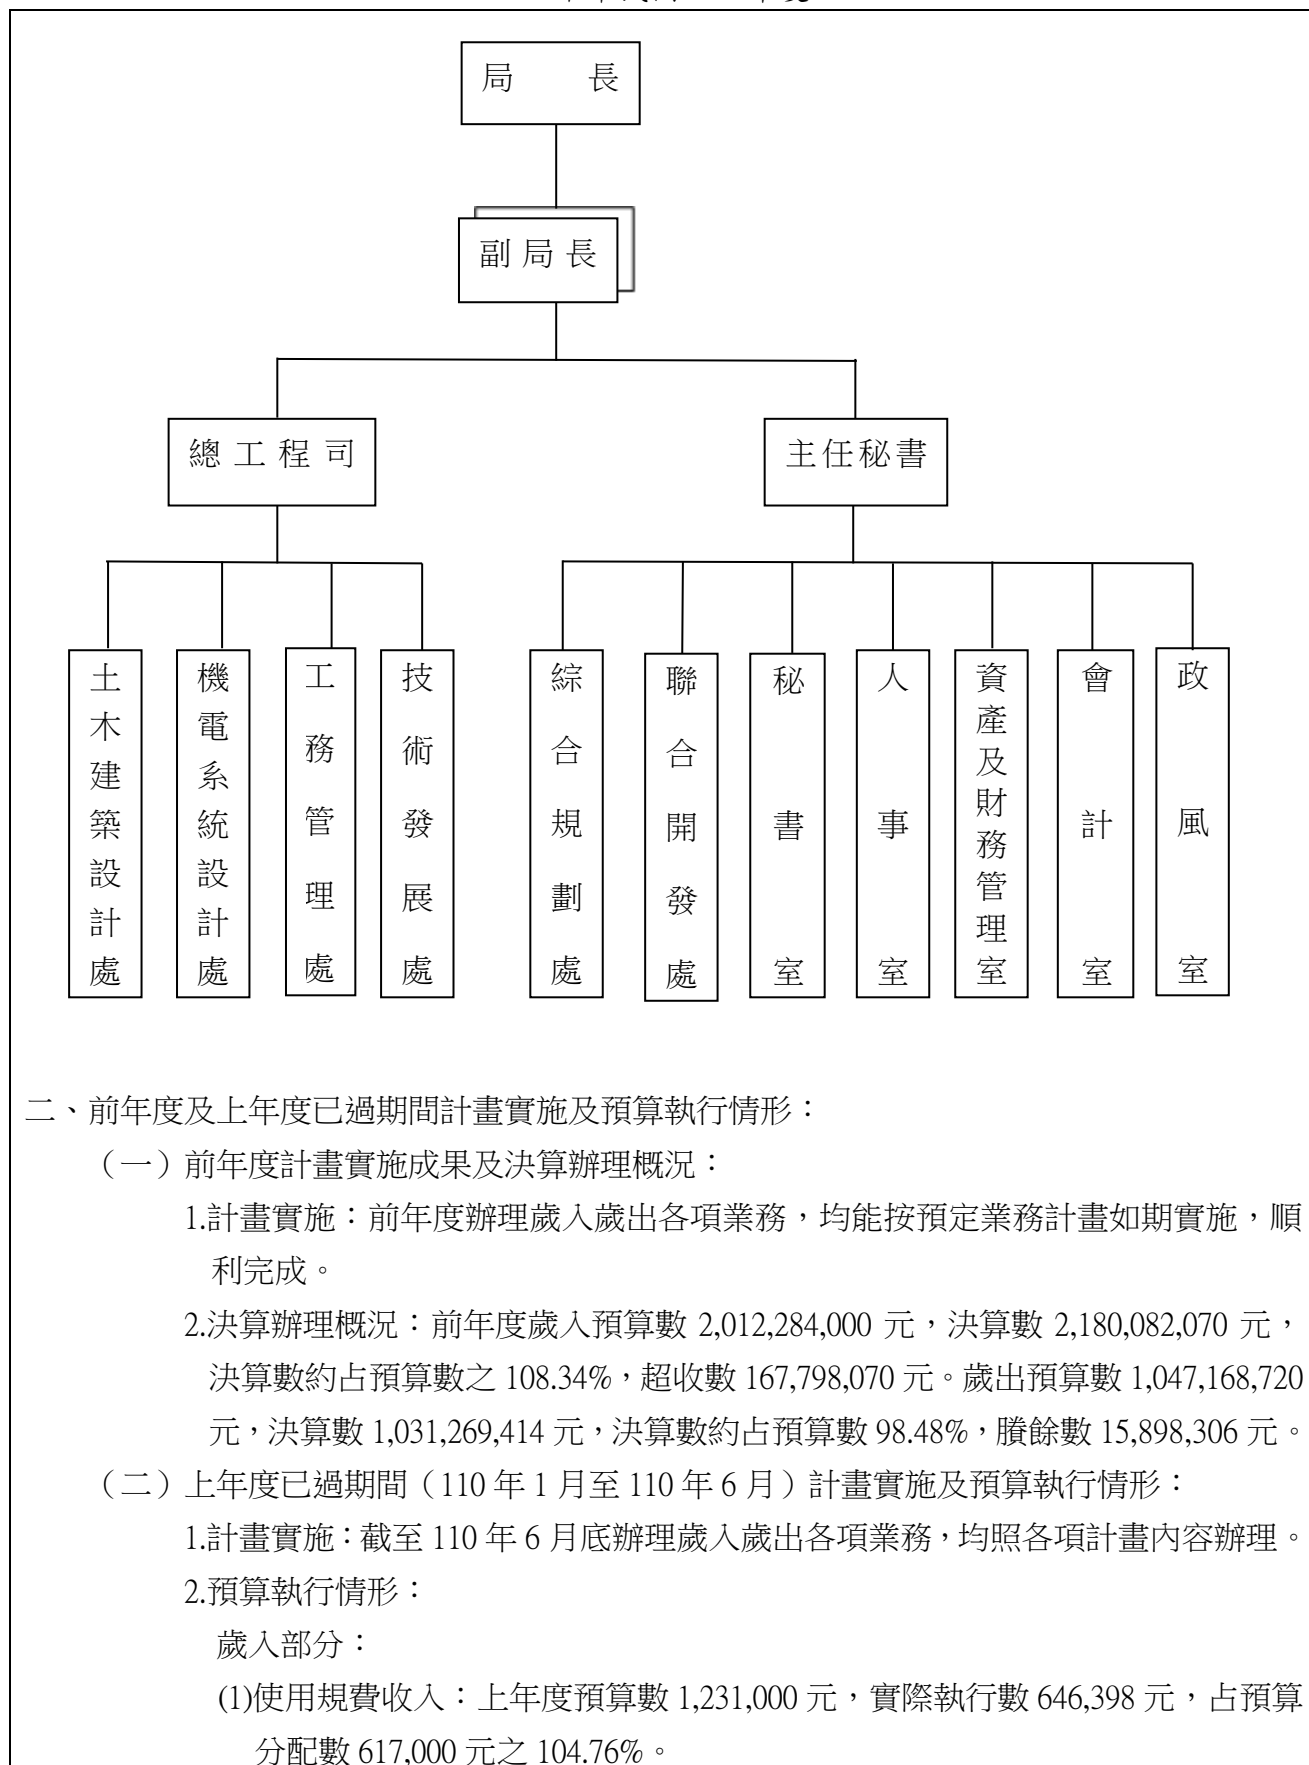 局長
副局長
總工程司
主任秘書
土木建築設計處
機電系統設計處
工務管理處
技術發展處
綜合規劃處
聯合開發處
秘書室
人事室
資產及財務管理室
會計室
政風室
二、前年度及上年度已過期間計畫實施及預算執行情形：
（一）前年度計畫實施成果及決算辦理概況：
1.計畫實施：前年度辦理歲入歲出各項業務，均能按預定業務計畫如期實施，順
利完成。
2.決算辦理概況：前年度歲入預算數 2,012,284,000 元，決算數 2,180,082,070 元，
決算數約占預算數之 108.34%，超收數 167,798,070 元。歲出預算數 1,047,168,720
元，決算數 1,031,269,414 元，決算數約占預算數 98.48%，賸餘數 15,898,306 元。
（二）上年度已過期間（110 年 1 月至 110 年 6 月）計畫實施及預算執行情形：
1.計畫實施：截至 110 年 6 月底辦理歲入歲出各項業務，均照各項計畫內容辦理。
2.預算執行情形：
歲入部分：
(1)使用規費收入：上年度預算數 1,231,000 元，實際執行數 646,398 元，占預算
分配數 617,000 元之 104.76%。